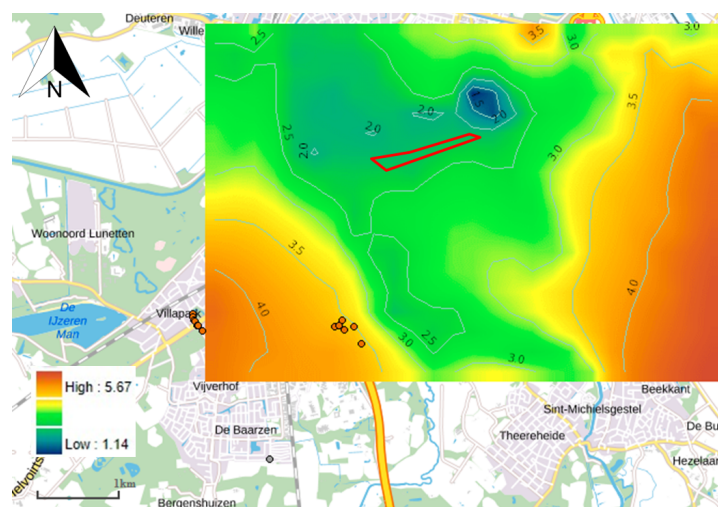 Deuteren
Wille
N
2.5
3.5
3.0
3.0
3.5
2.0
2.0
2.5
2.0
2.0
3.0
Woonoord Lunetten
3.5
4.0
De
IJzeren
Man
Villapark
4.0
3.0
2.5
3.0
High : 5.67
Low : 1.14
Vijverhof
De Baarzen
Beekkant
Sint-Michielsgestel
Theereheide
De Bu
Hezelaar
1km
Bergenshuizen